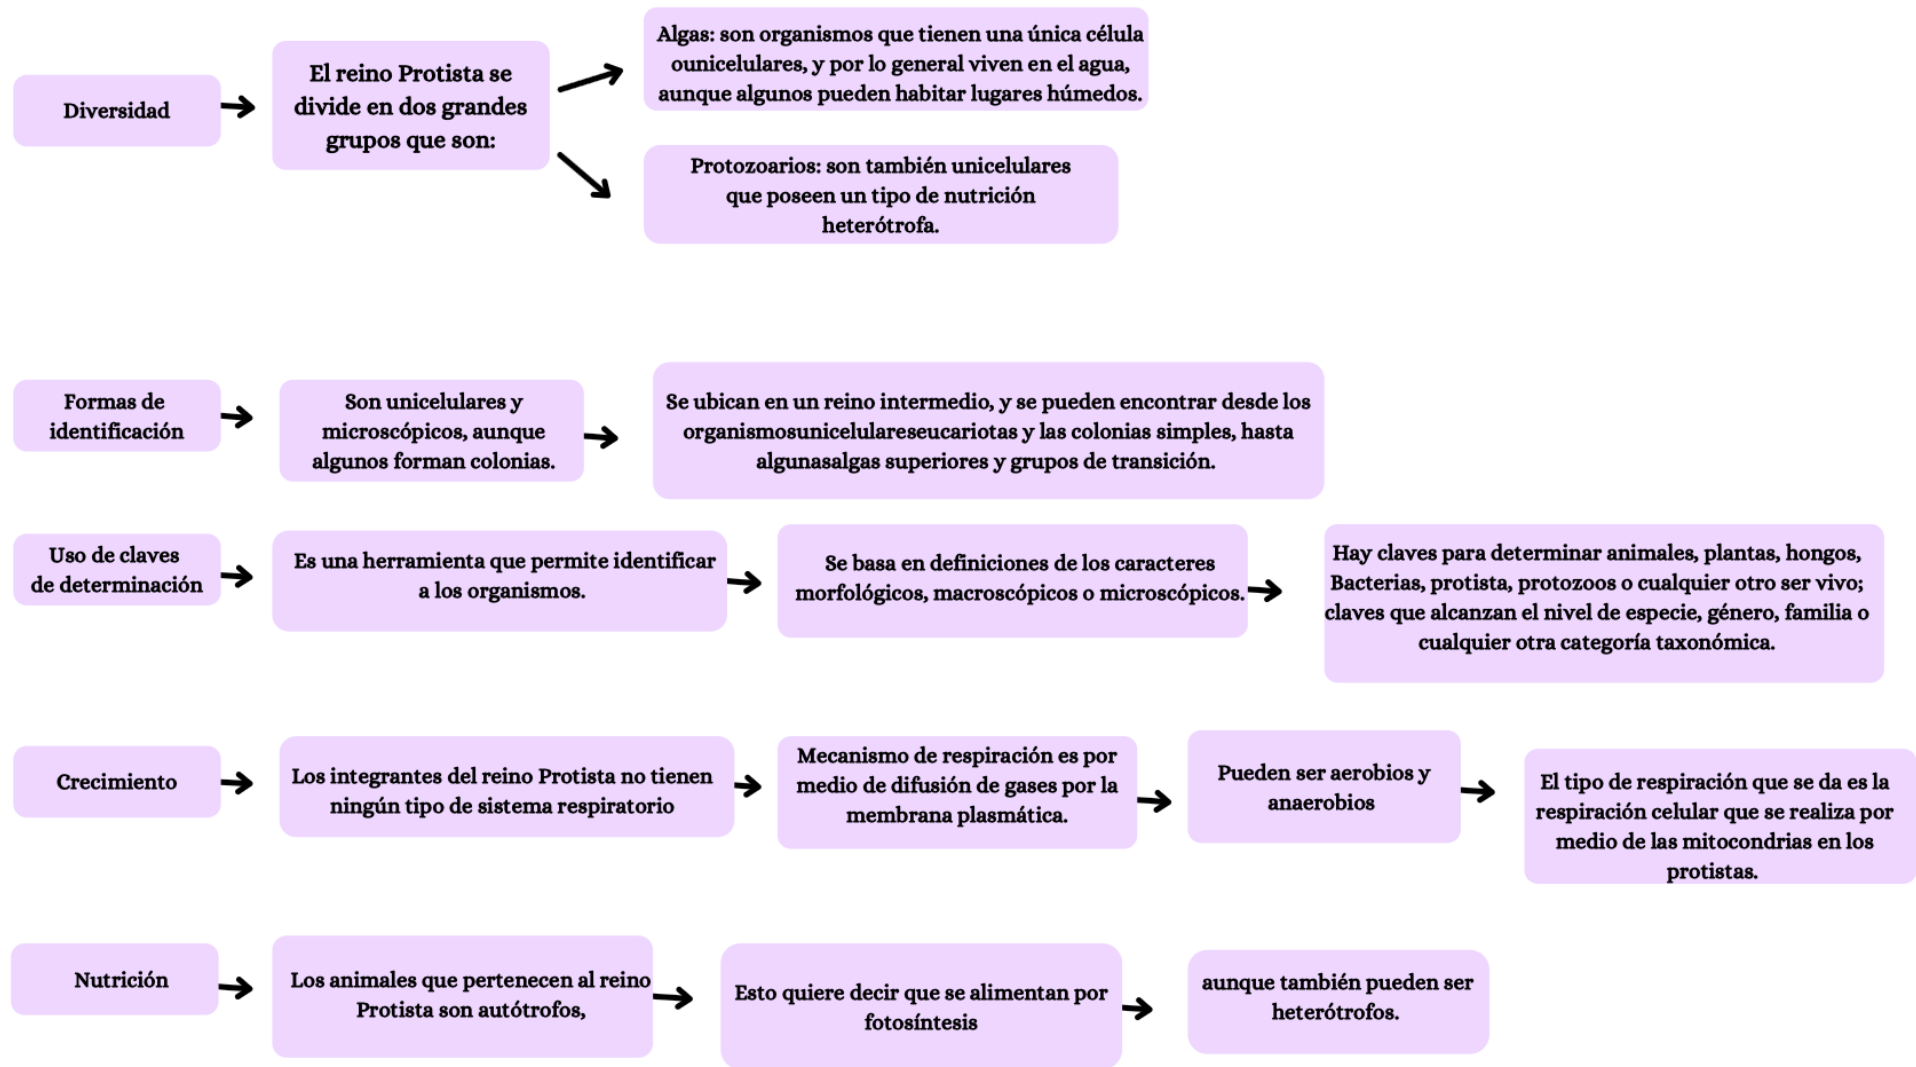 Diversidad
El reino Protista se
divide en dos grandes
grupos que son:
Algas: son organismos que tienen una única célula
ounicelulares, y por lo general viven en el agua,
aunque algunos pueden habitar lugares húmedos.
Protozoarios: son también unicelulares
que poseen un tipo de nutrición
heterótrofa.
Formas de
identificación
Son unicelulares y
microscópicos, aunque
algunos forman colonias.
Se ubican en un reino intermedio, y se pueden encontrar desde los
organismosunicelulareseucariotas y las colonias simples, hasta
algunasalgas superiores y grupos de transición.
Uso de claves
de determinación
Es una herramienta que permite identificar
a los organismos.
Se basa en definiciones de los caracteres
morfológicos, macroscópicos o microscópicos.
Hay claves para determinar animales, plantas, hongos,
Bacterias, protista, protozoos o cualquier otro ser vivo;
claves que alcanzan el nivel de especie, género, familia o
cualquier otra categoría taxonómica.
Crecimiento
Los integrantes del reino Protista no tienen
ningún tipo de sistema respiratorio
Mecanismo de respiración es por
medio de difusión de gases por la
membrana plasmática.
Pueden ser aerobios y
anaerobios
El tipo de respiración que se da es la
respiración celular que se realiza por
medio de las mitocondrias en los
protistas.
Nutrición
Los animales que pertenecen al reino
Protista son autótrofos,
Esto quiere decir que se alimentan por
fotosíntesis
aunque también pueden ser
heterótrofos.